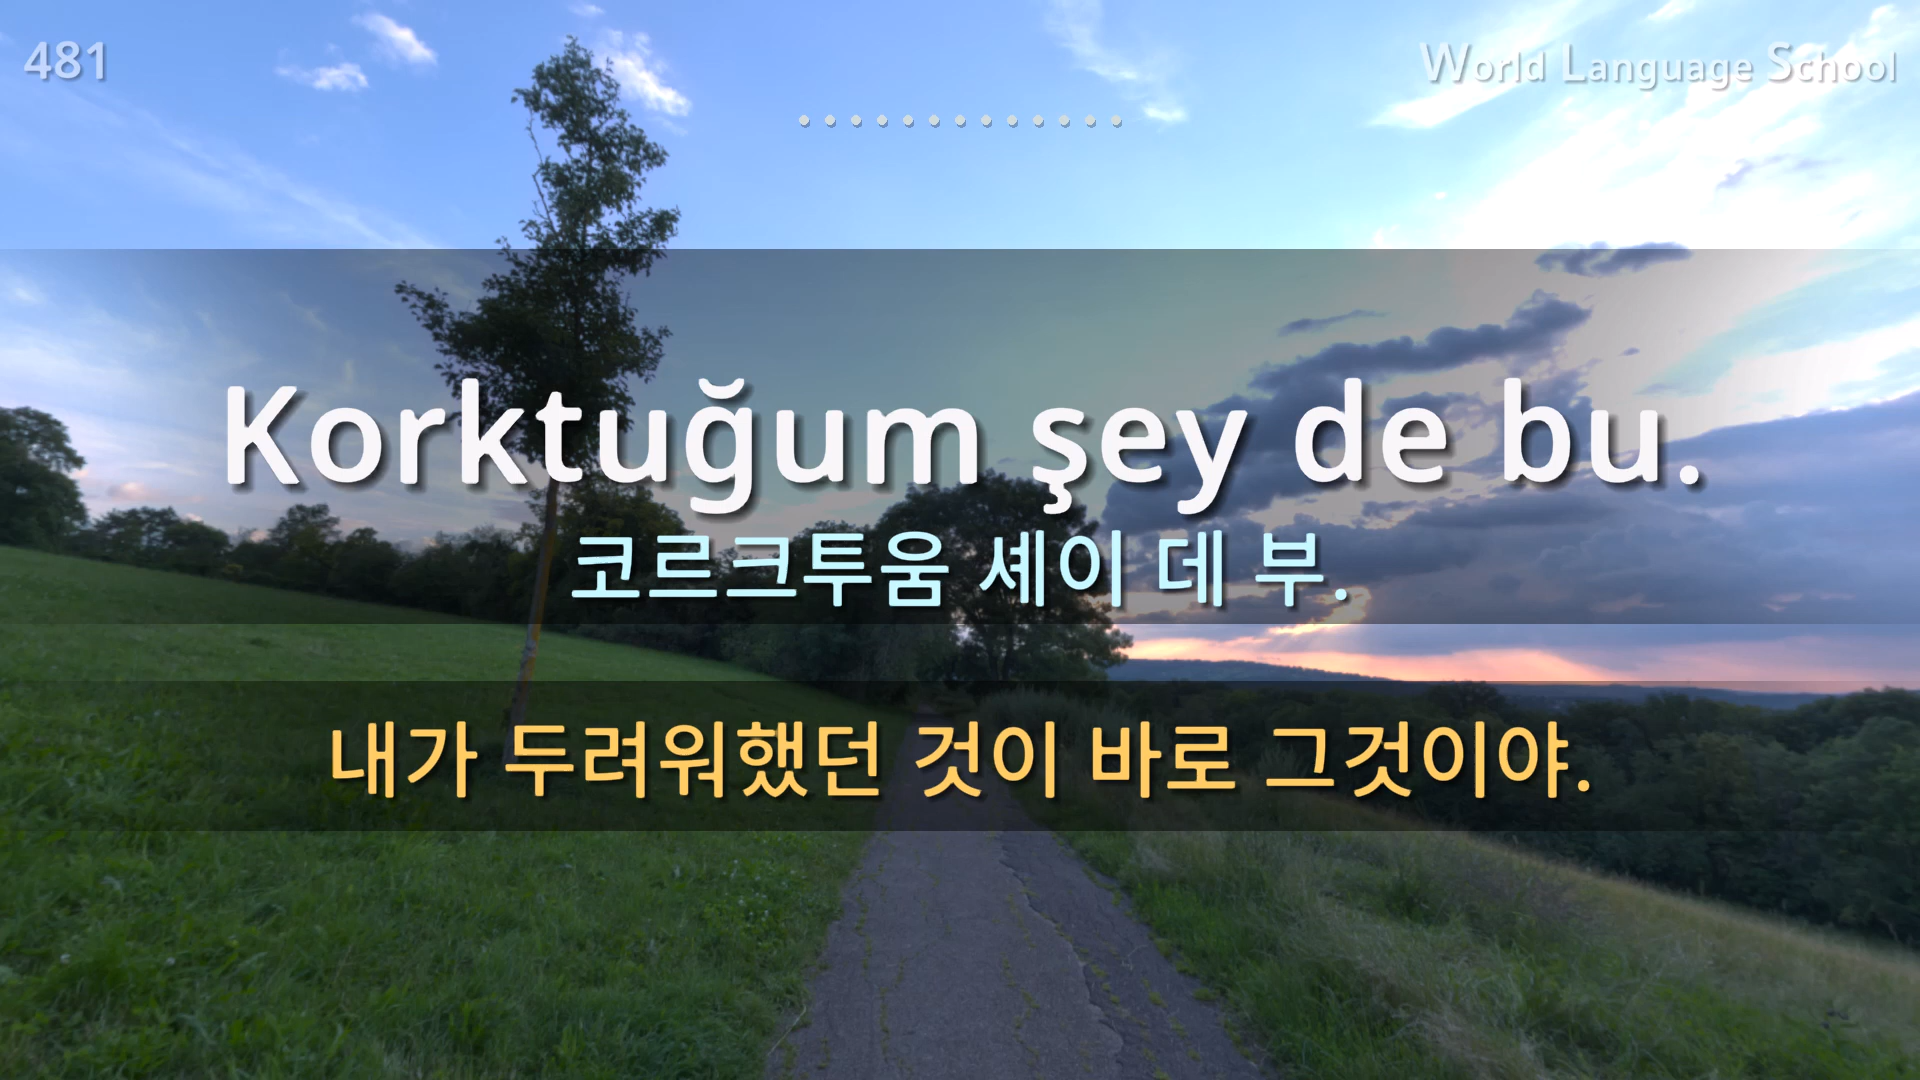 481
World Language School
Korktuğum şey de bu.
코르크투움 셰이 데 부.
내가 두려워했던 것이 바로 그것이야.